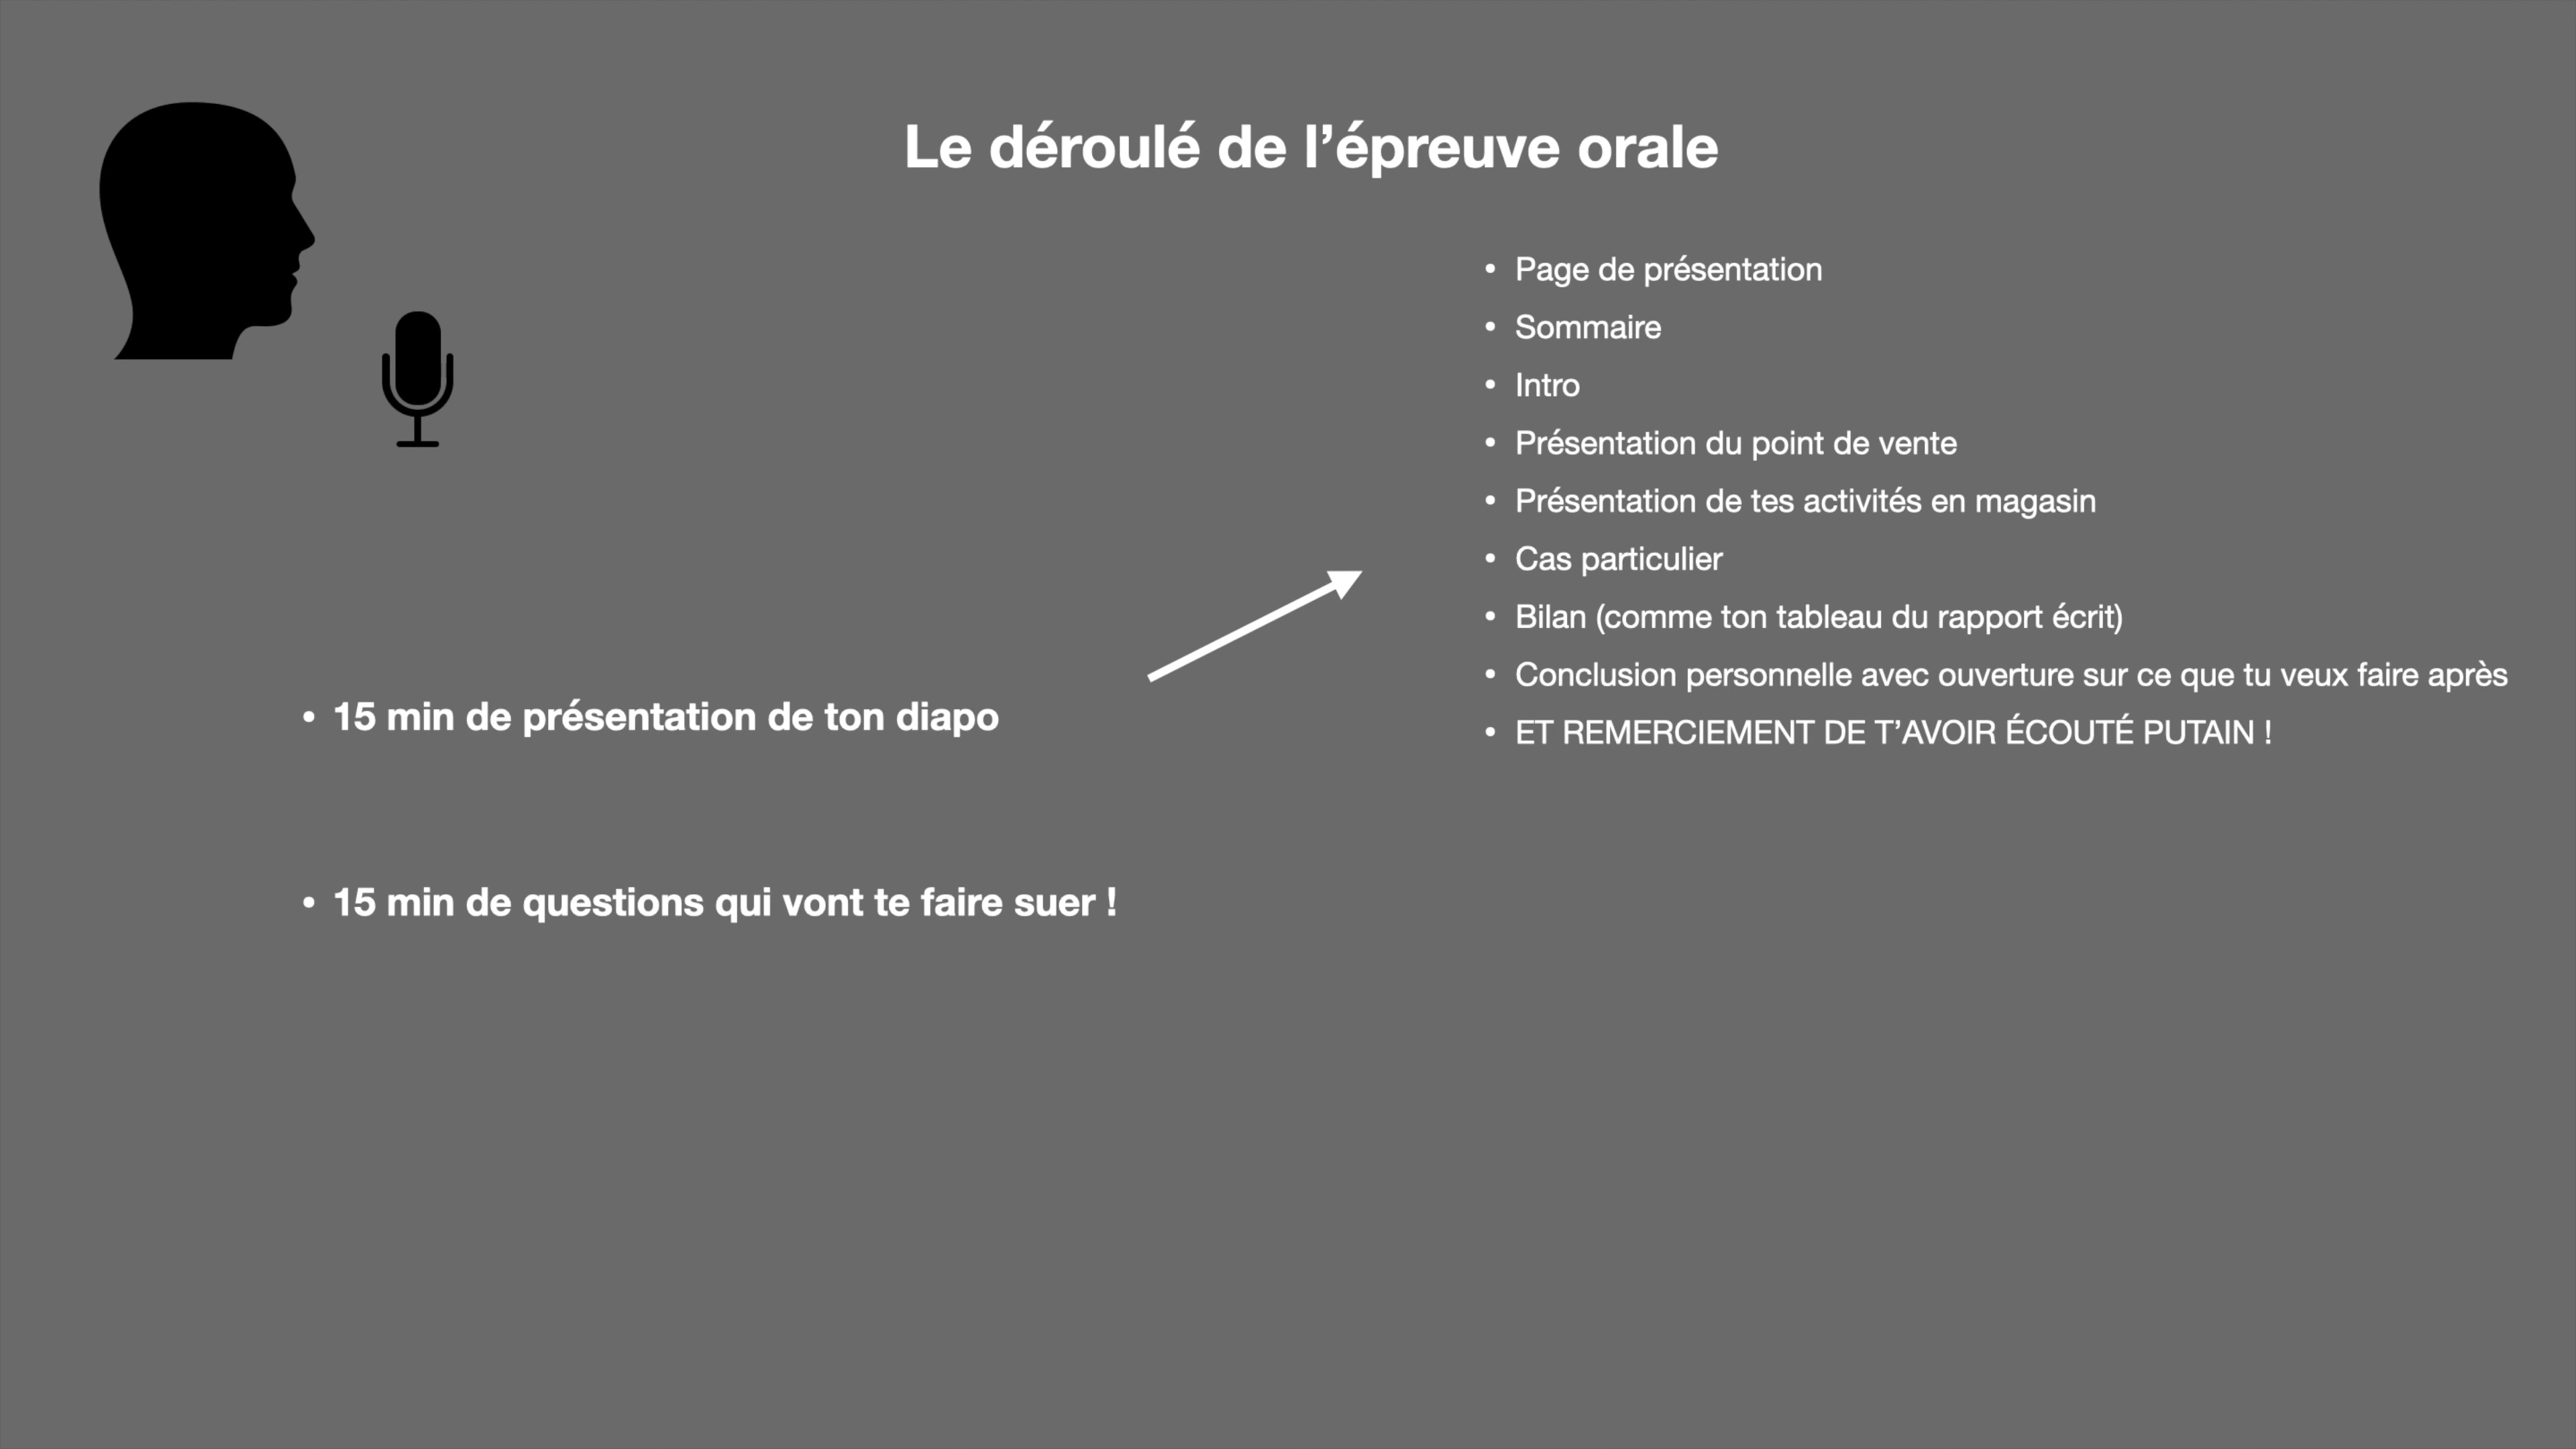 Le déroulé de l’épreuve orale
• 15 min de présentation de ton diapo
• 15 min de questions qui vont te faire suer !
• Page de présentation
• Sommaire
• Intro
• Présentation du point de vente
• Présentation de tes activités en magasin
• Cas particulier
• Bilan (comme ton tableau du rapport écrit)
• Conclusion personnelle avec ouverture sur ce que tu veux faire après
• ET REMERCIEMENT DE T’AVOIR ÉCOUTÉ PUTAIN !